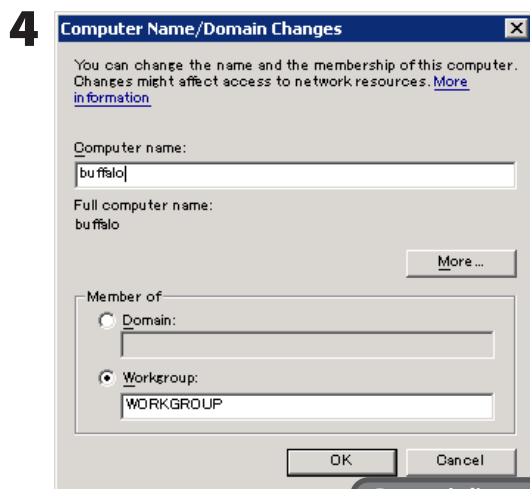 4
Computer Name/Domain Changes
You can change the name and the membership of this computer.
Changes might affect access to network resources. More
information
Computer name:
buffalo
Full computer name:
buffalo
More...
Member of
Domain:
Workgroup:
WORKGROUP
OK
Cancel